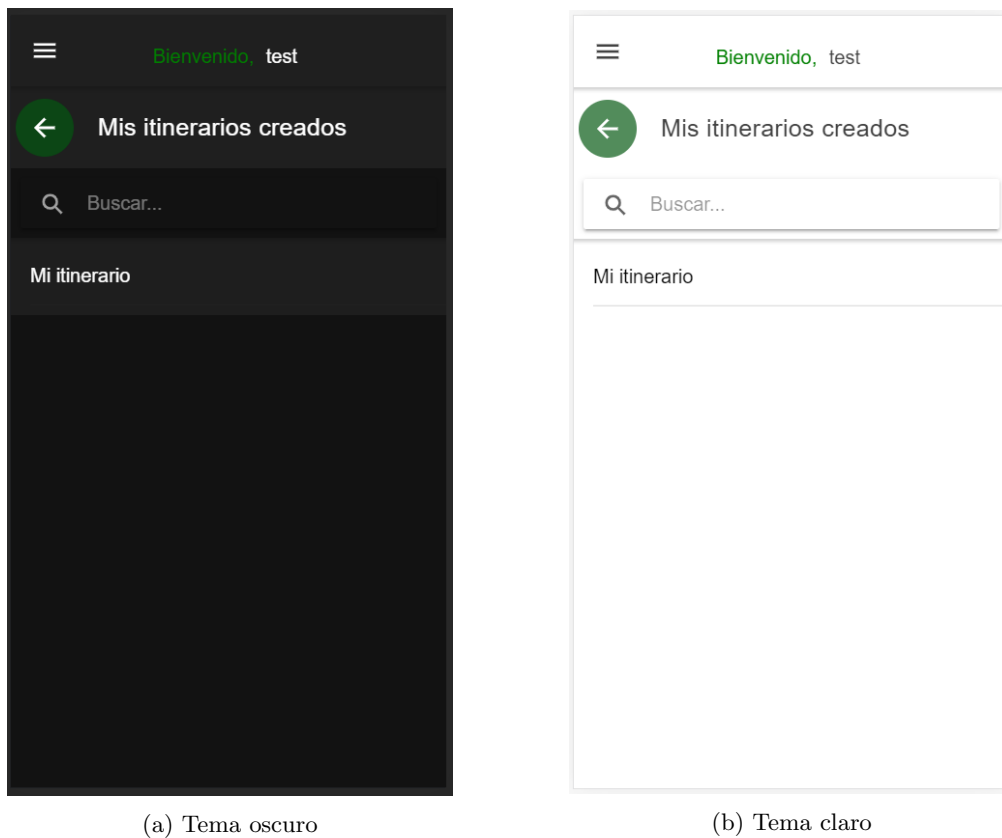 Bienvenido, test
Mis itinerarios creados
Buscar...
Mi itinerario
(a) Tema oscuro
Bienvenido, test
Mis itinerarios creados
Buscar...
Mi itinerario
(b) Tema claro